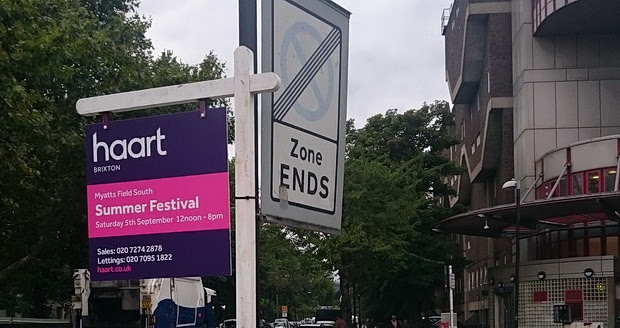 haart
BRIXTON
Myatts Field South
Summer Festival
Saturday 5th September 12noon - 8pm
Sales: 020 7274 2878
Lettings: 020 7095 1822
haart.co.uk
Zone
ENDS